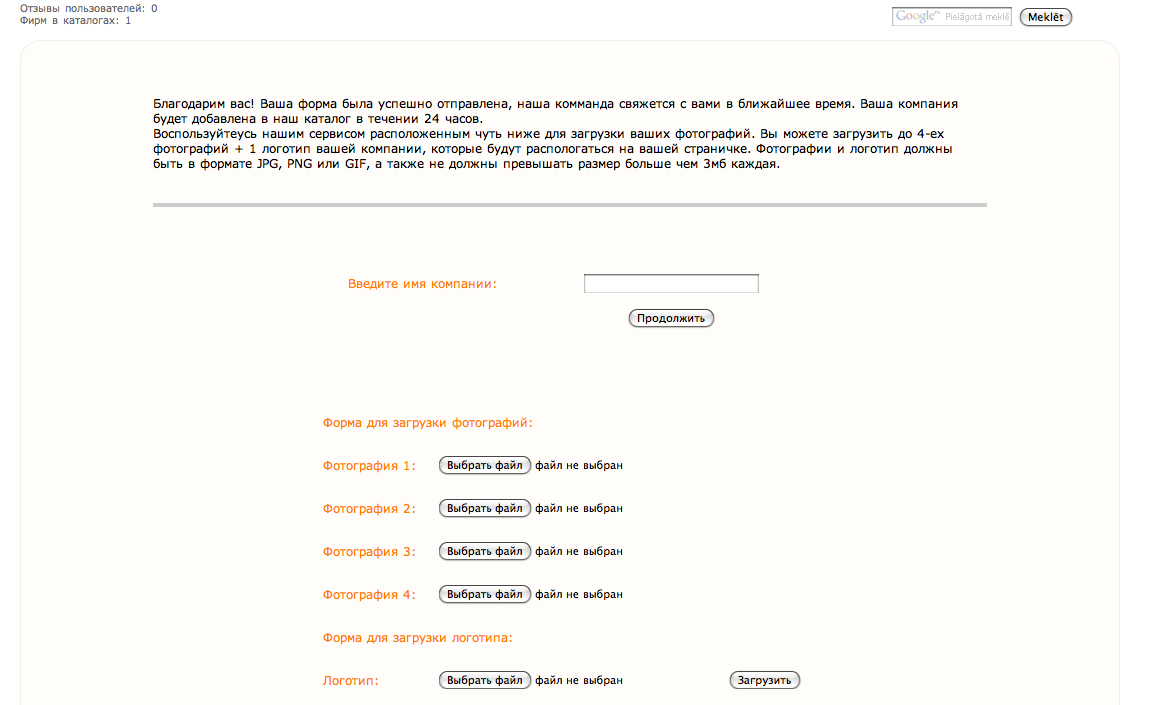 Отзывы пользователей: 0
Фирм в каталогах: 1
Google™ Pielāgotā meklē
Meklēt
Благодарим вас! Ваша форма была успешно отправлена, наша комманда свяжется с вами в ближайшее время. Ваша компания
будет добавлена в наш каталог в течении 24 часов.
Воспользуйтеусь нашим сервисом расположенным чуть ниже для загрузки ваших фотографий. Вы можете загрузить до 4-ех
фотографий + 1 логотип вашей компании, которые будут распологаться на вашей страничке. Фотографии и логотип должны
быть в формате JPG, PNG или GIF, а также не должны превышать размер больше чем 3мб каждая.
Введите имя компании:
Продолжить
Форма для загрузки фотографий:
Фотография 1: Выбрать файл файл не выбран
Фотография 2: Выбрать файл файл не выбран
Фотография 3: Выбрать файл файл не выбран
Фотография 4: Выбрать файл файл не выбран
Форма для загрузки логотипа:
Логотип: Выбрать файл файл не выбран Загрузить